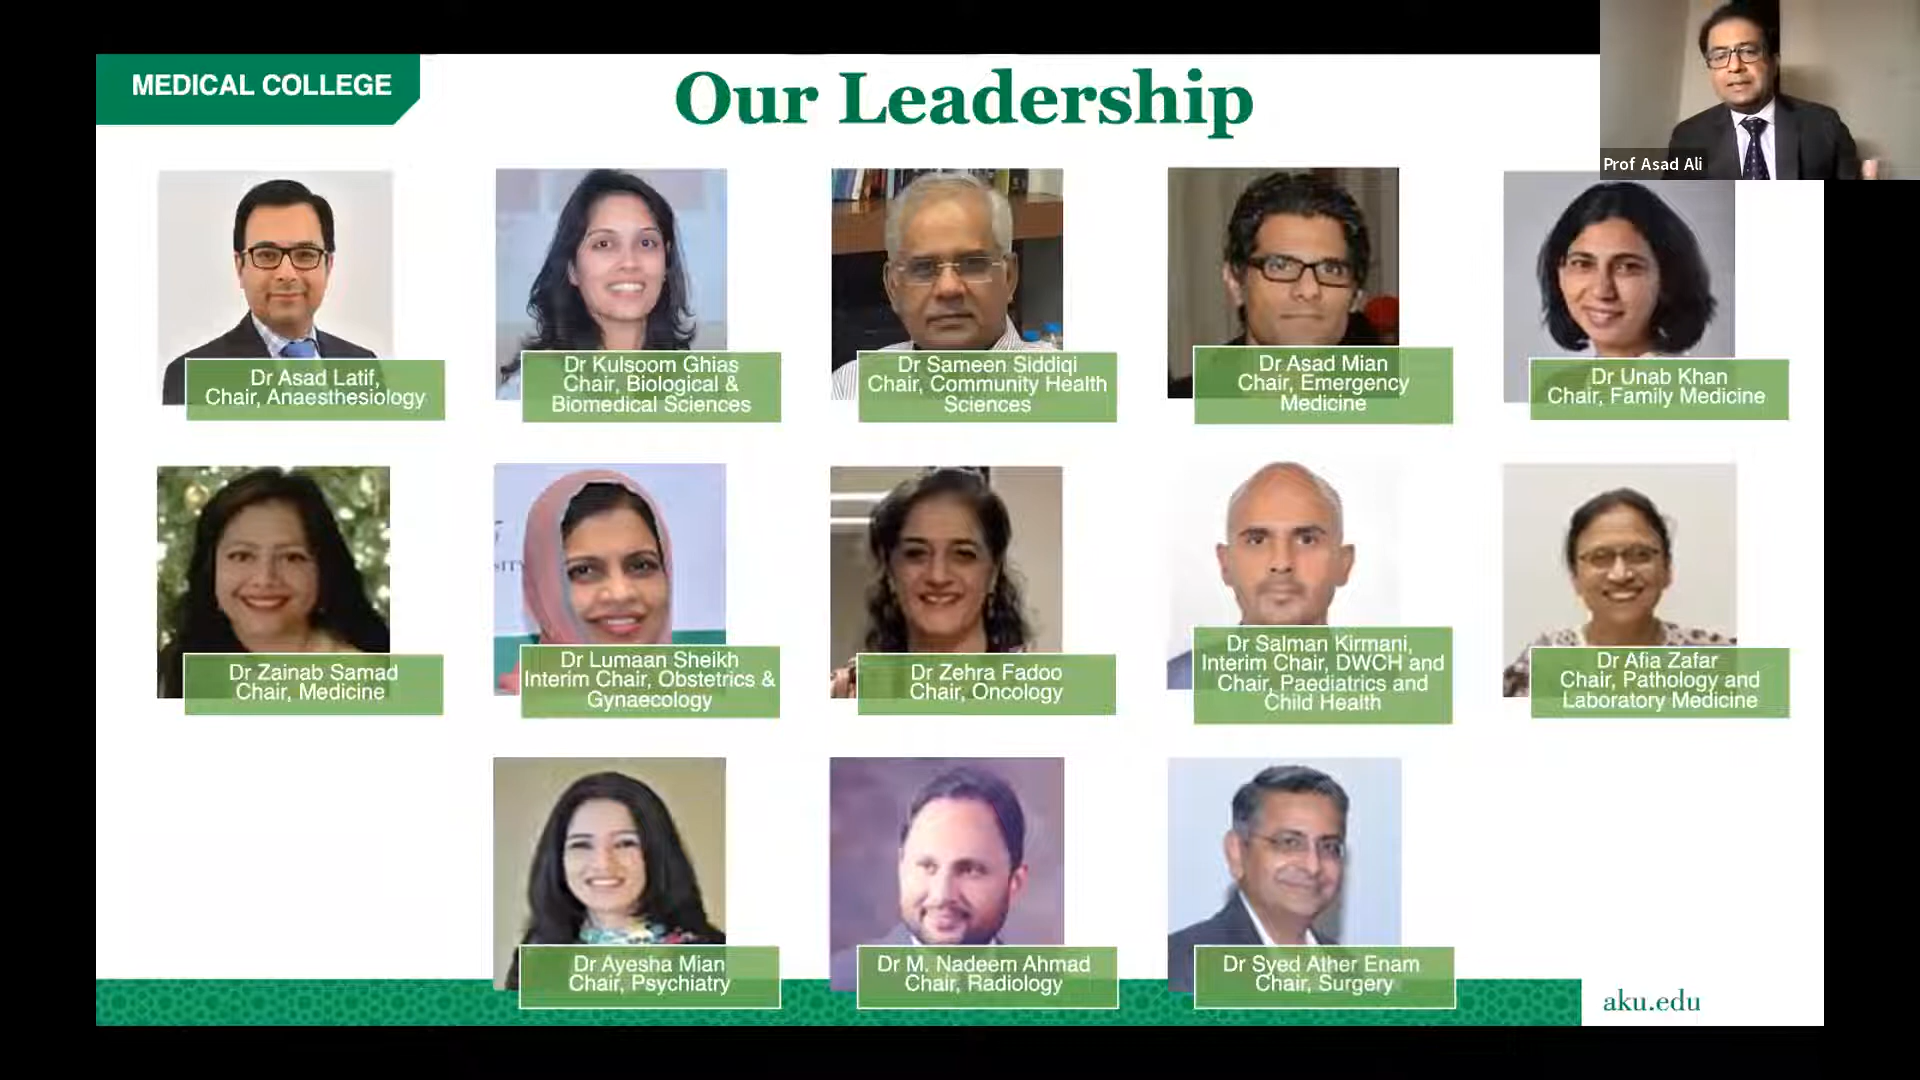 MEDICAL COLLEGE
Our Leadership
Prof Asad Ali
Dr Asad Latif,
Chair, Anaesthesiology
Dr Kulsoom Ghias
Chair, Biological &
Biomedical Sciences
Dr Sameen Siddiqi
Chair, Community Health
Sciences
Dr Asad Mian
Chair, Emergency
Medicine
Dr Unab Khan
Chair, Family Medicine
Dr Zainab Samad
Chair, Medicine
Dr Lumaan Sheikh
Interim Chair, Obstetrics &
Gynaecology
Dr Zehra Fadoo
Chair, Oncology
Dr Salman Kirmani,
Interim Chair, DWCH and
Chair, Paediatrics and
Child Health
Dr Afia Zafar
Chair, Pathology and
Laboratory Medicine
Dr Ayesha Mian
Chair, Psychiatry
Dr M. Nadeem Ahmad
Chair, Radiology
Dr Syed Ather Enam
Chair, Surgery
aku.edu